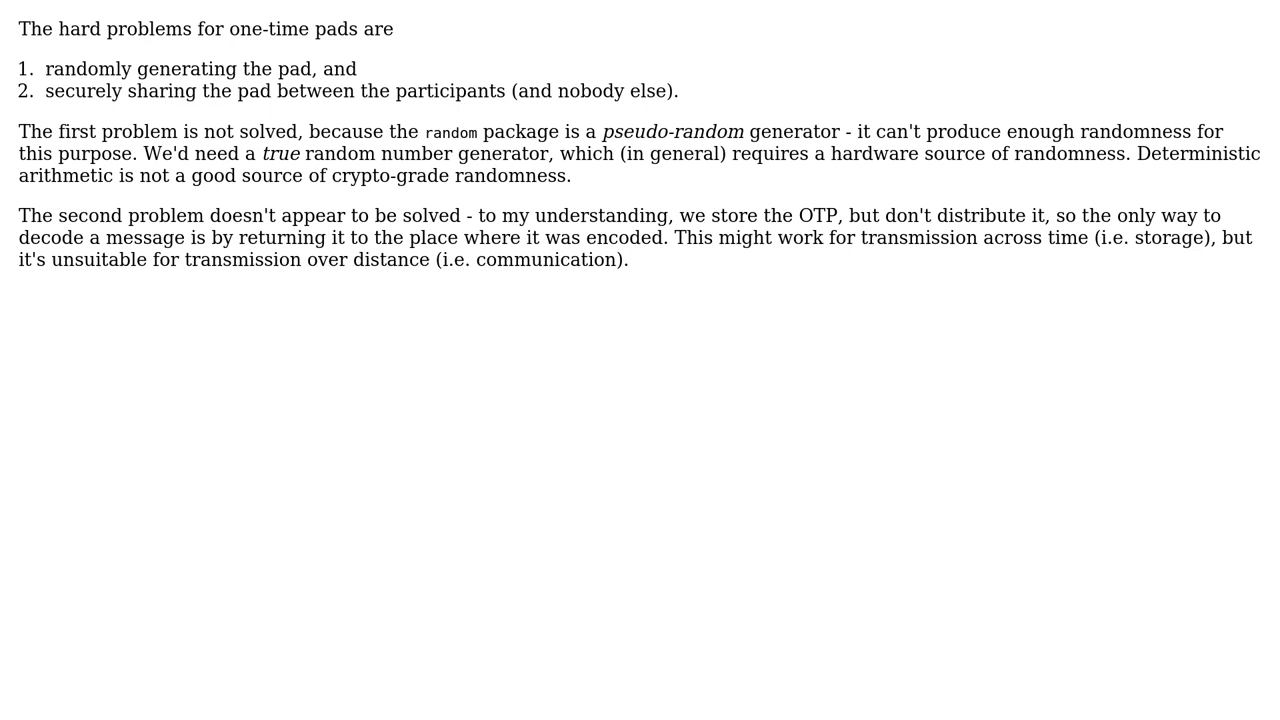 The hard problems for one-time pads are
1. randomly generating the pad, and
2. securely sharing the pad between the participants (and nobody else).
The first problem is not solved, because the random package is a pseudo-random generator - it can't produce enough randomness for
this purpose. We'd need a true random number generator, which (in general) requires a hardware source of randomness. Deterministic
arithmetic is not a good source of crypto-grade randomness.
The second problem doesn't appear to be solved - to my understanding, we store the OTP, but don't distribute it, so the only way to
decode a message is by returning it to the place where it was encoded. This might work for transmission across time (i.e. storage), but
it's unsuitable for transmission over distance (i.e. communication).